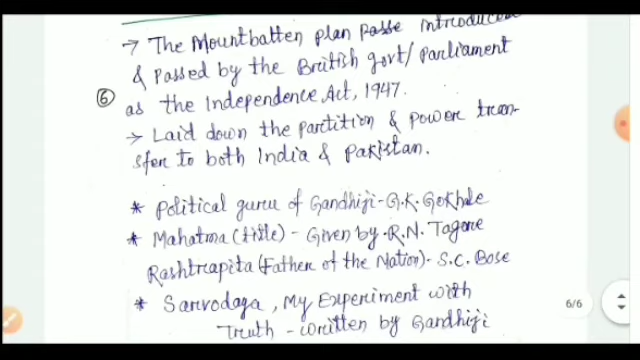 → The Mountbatten plan passe introduced
& passed by the British govt/Parliament
⑥ as the Independence Act, 1947.
→ Laid down the partition & power tran-
sfer to both India & Pakistan.
* Political guru of Gandhiji - G.K. Gokhale
* Mahatma (title) - Given by - R.N. Tagore
Rashtrapita (Father of the Nation) - S.C. Bose
* Sarvodaya, My Experiment with
Truth - written by Gandhiji
6/6